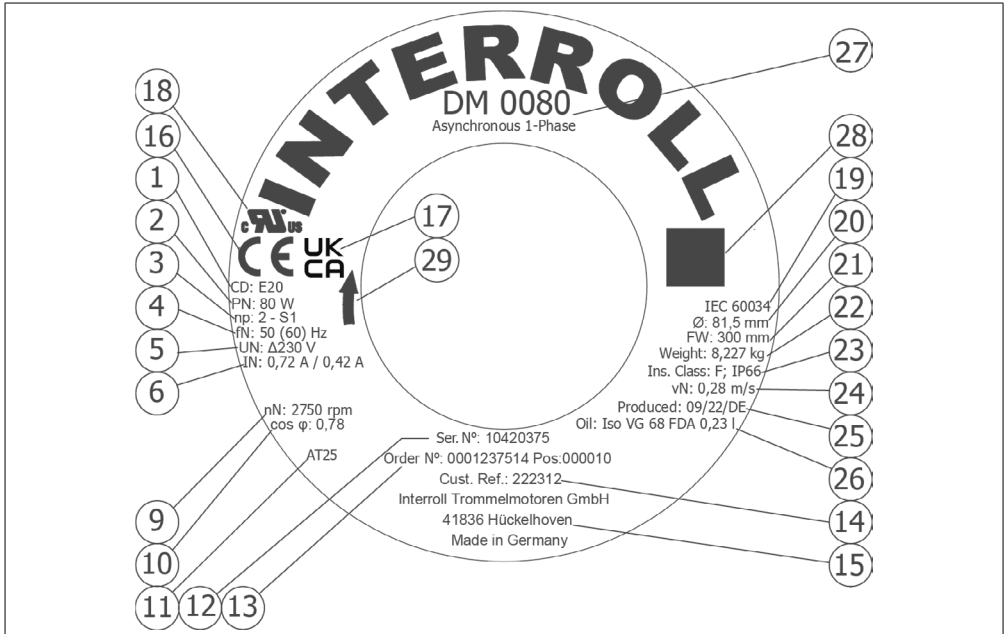 INTERROLL
DM 0080
Asynchronous 1-Phase
27
18
16
1
2
3
4
5
6
17
29
28
19
20
21
22
23
24
25
26
c RU US
CE
UK
CA
CD: E20
PN: 80 W
np: 2 - S1
fN: 50 (60) Hz
UN: Δ230 V
IN: 0,72 A / 0,42 A
nN: 2750 rpm
cos φ: 0,78
AT25
IEC 60034
Ø: 81,5 mm
FW: 300 mm
Weight: 8,227 kg
Ins. Class: F; IP66
vN: 0,28 m/s
Produced: 09/22/DE
Oil: Iso VG 68 FDA 0,23 l
Ser. Nº: 10420375
Order Nº: 0001237514 Pos:000010
Cust. Ref.: 222312
Interroll Trommelmotoren GmbH
41836 Hückelhoven
Made in Germany
9
10
11
12
13
14
15